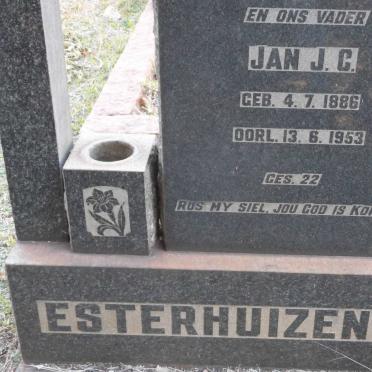 EN ONS VADER
JAN J.C.
GEB. 4. 7. 1886
OORL. 13. 6. 1953
GES. 22
RUS MY SIEL, JOU GOD IS
ESTERHUIZEN